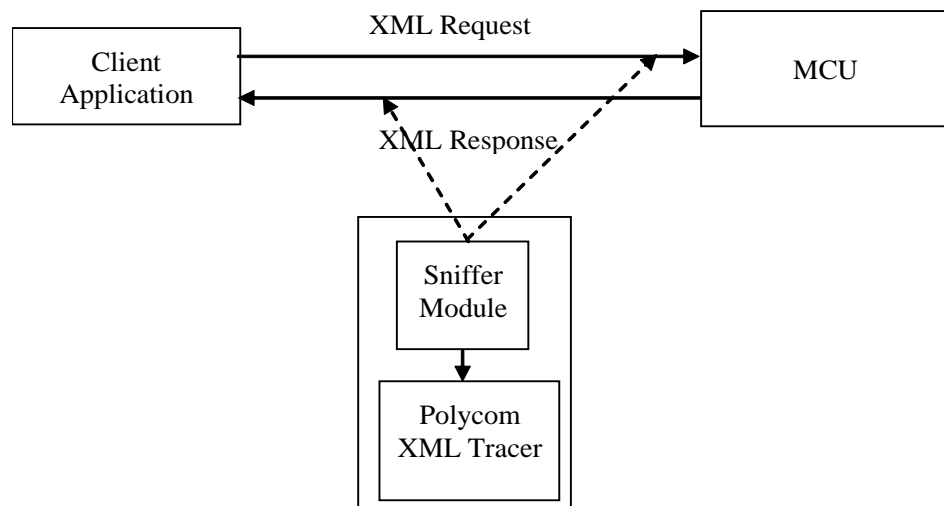 XML Request
Client
Application
MCU
XML Response
Sniffer
Module
Polycom
XML Tracer